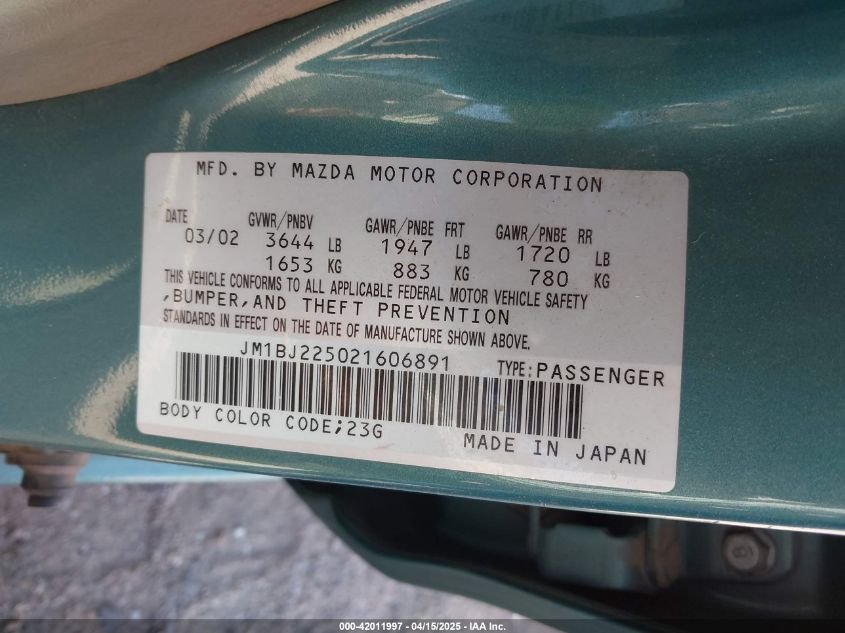 MFD. BY MAZDA MOTOR CORPORATION
DATE GVWR/PNBV GAWR/PNBE FRT GAWR/PNBE RR
03/02 3644 LB 1947 LB 1720 LB
1653 KG 883 KG 780 KG
THIS VEHICLE CONFORMS TO ALL APPLICABLE FEDERAL MOTOR VEHICLE SAFETY
,BUMPER,AND THEFT PREVENTION
STANDARDS IN EFFECT ON THE DATE OF MANUFACTURE SHOWN ABOVE.
JM1BJ225021606891 TYPE:PASSENGER
BODY COLOR CODE;23G MADE IN JAPAN
8
000-42011997 - 04/15/2025 - IAA Inc.